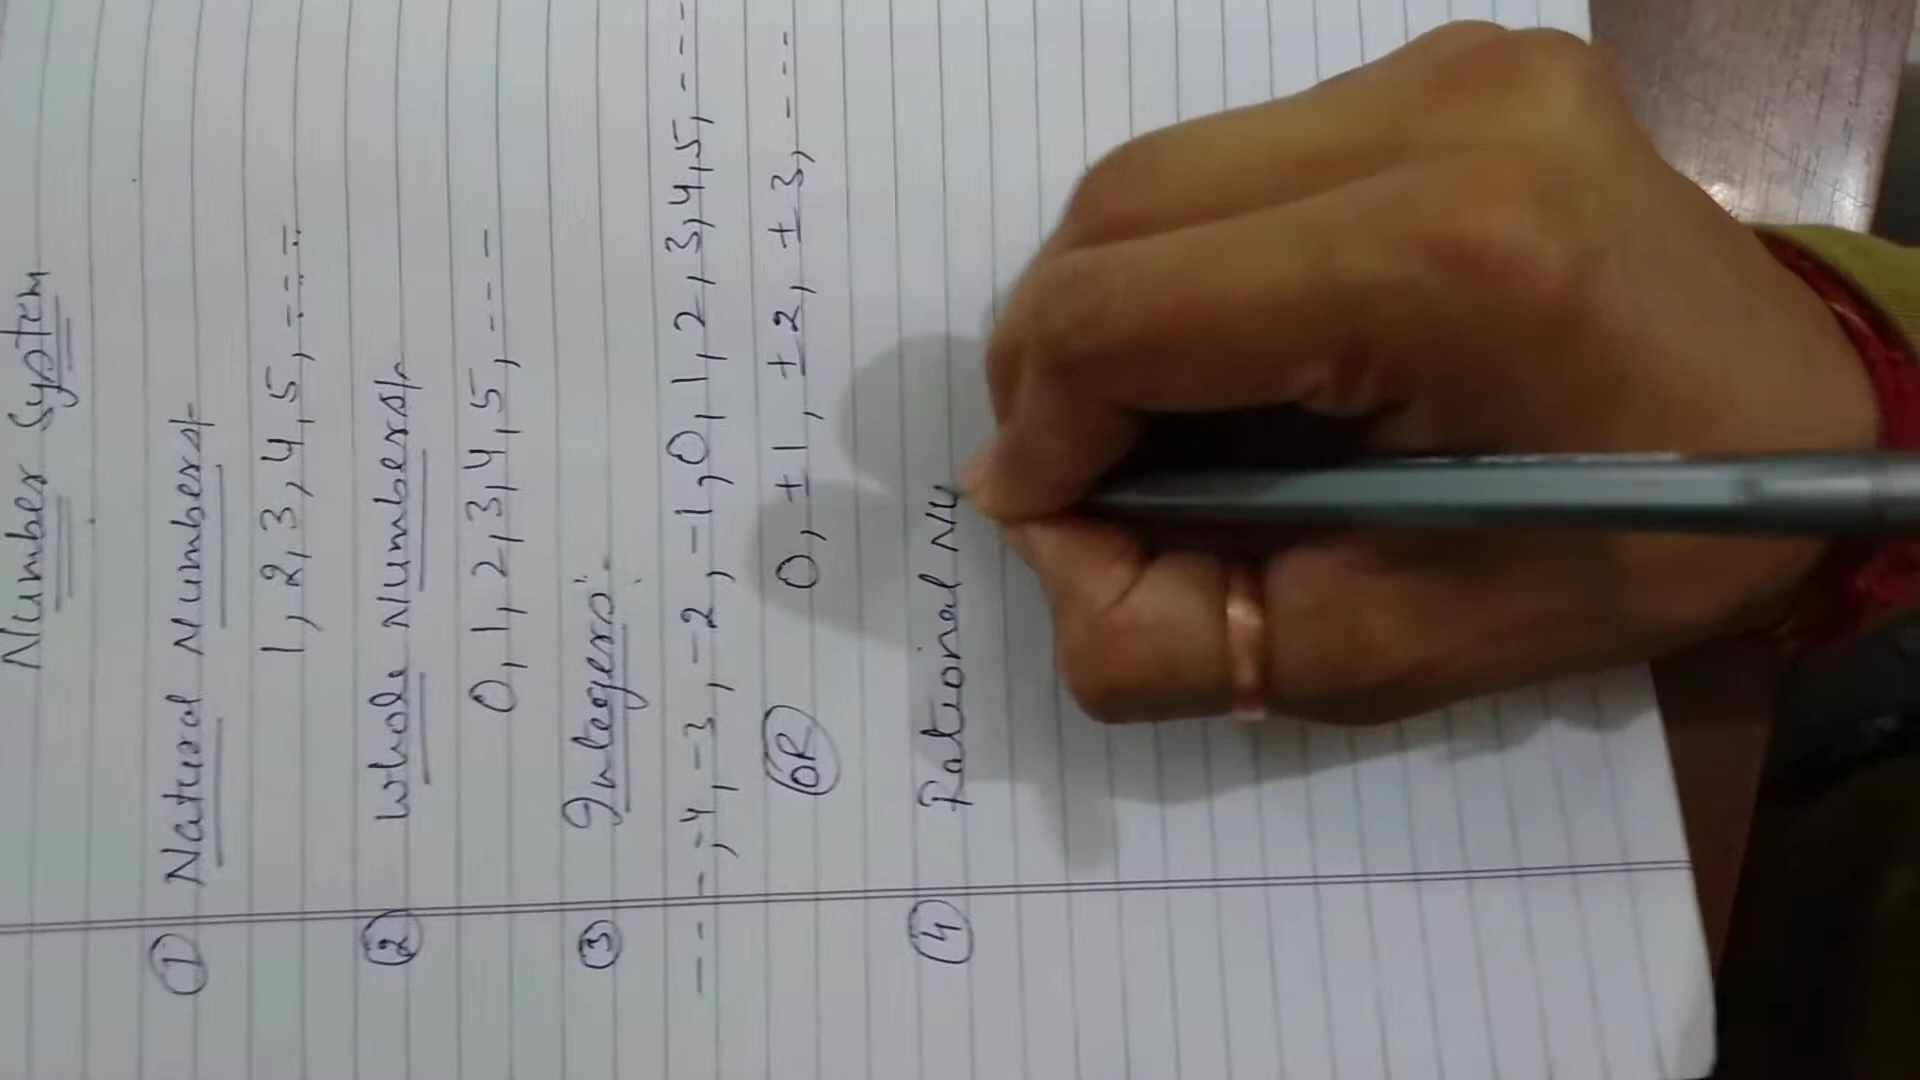 Number System
① Natural Numbers:-
1, 2, 3, 4, 5, ----
② Whole Numbers:-
0, 1, 2, 3, 4, 5, ----
③ Integers:-
----, -4, -3, -2, -1, 0, 1, 2, 3, 4, 5, ----
OR 0, ±1, ±2, ±3, ----
④ Rational Nu